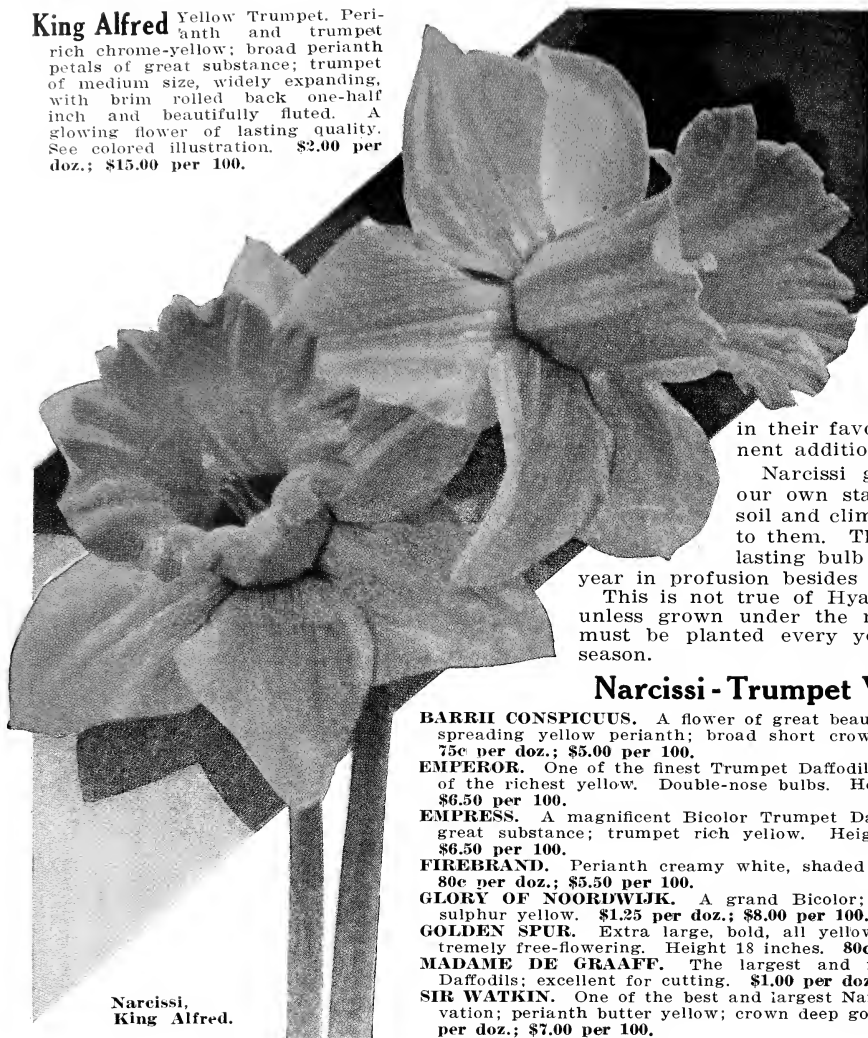 King Alfred Yellow Trumpet. Peri-
anth and trumpet
rich chrome-yellow; broad perianth
petals of great substance; trumpet
of medium size, widely expanding,
with brim rolled back one-half
inch and beautifully fluted. A
glowing flower of lasting quality.
See colored illustration. $2.00 per
doz.; $15.00 per 100.
in their favo
nent additio
Narcissi g
our own sta
soil and clim
to them. Th
lasting bulb
year in profusion besides
This is not true of Hya
unless grown under the
must be planted every ye
season.
Narcissi - Trumpet
BARRII CONSPICUUS. A flower of great beau
spreading yellow perianth; broad short crow
75c per doz.; $5.00 per 100.
EMPEROR. One of the finest Trumpet Daffodil
of the richest yellow. Double-nose bulbs. He
$6.50 per 100.
EMPRESS. A magnificent Bicolor Trumpet Da
great substance; trumpet rich yellow. Heig
$6.50 per 100.
FIREBRAND. Perianth creamy white, shaded
80c per doz.; $5.50 per 100.
GLORY OF NOORDWIJK. A grand Bicolor;
sulphur yellow. $1.25 per doz.; $8.00 per 100.
GOLDEN SPUR. Extra large, bold, all yellow
tremely free-flowering. Height 18 inches. 80c
MADAME DE GRAAFF. The largest and
Daffodils; excellent for cutting. $1.00 per doz
SIR WATKIN. One of the best and largest Na
vation; perianth butter yellow; crown deep go
per doz.; $7.00 per 100.
Narcissi,
King Alfred.